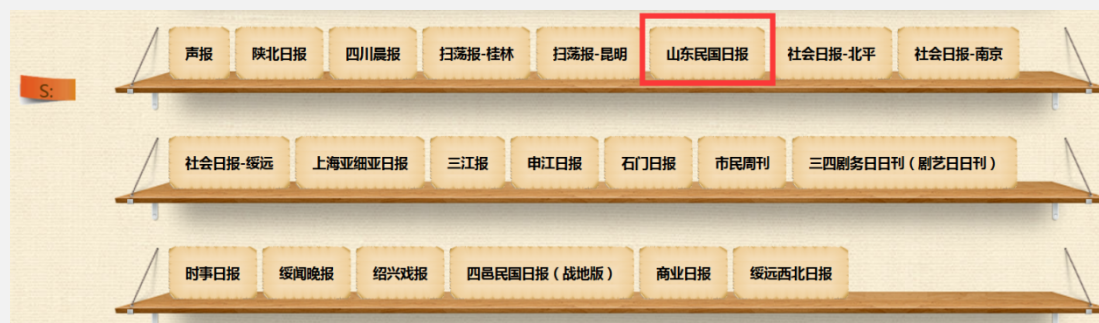 声报 陕北日报 四川晨报 扫荡报-桂林 扫荡报-昆明 山东民国日报 社会日报-北平 社会日报-南京
S:
社会日报-绥远 上海亚细亚日报 三江报 申江日报 石门日报 市民周刊 三四剧务日日刊（剧艺日日刊）
时事日报 绥闻晚报 绍兴戏报 四邑民国日报（战地版） 商业日报 绥远西北日报